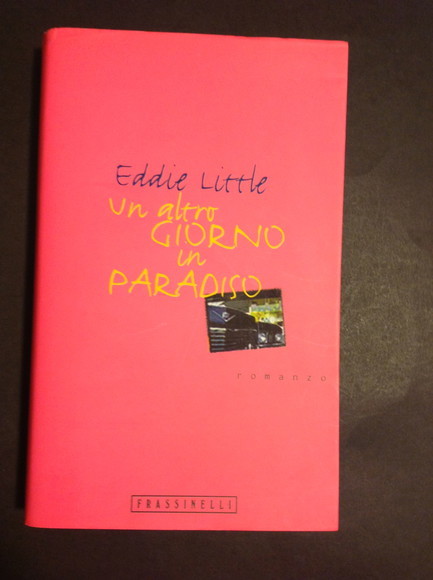 Eddie Little
un altro
GIORNO
in
PARADISO
romanzo
FRASSINELLI